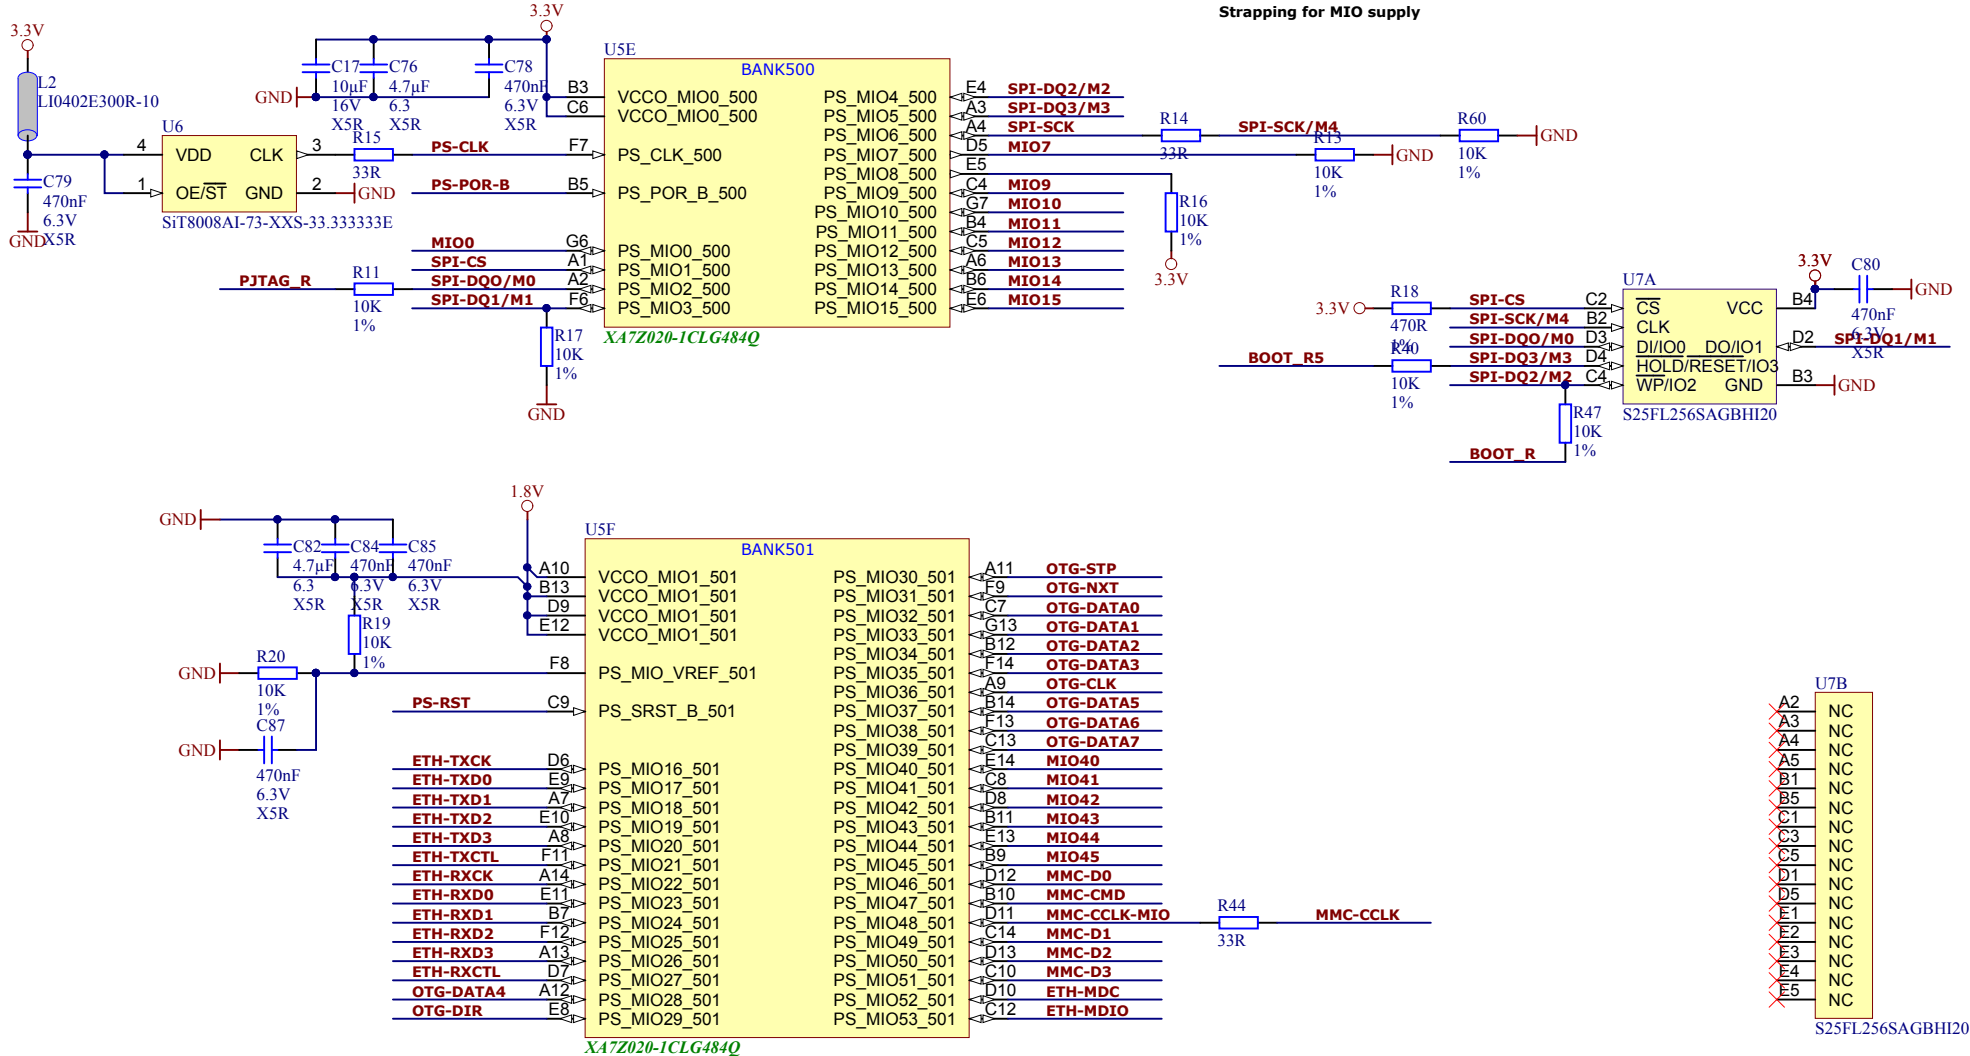 Strapping for MIO supply
3.3V
L2
LI0402E300R-10
C79
470nF
6.3V
X5R
GND
U6
4 VDD CLK 3
1 OE/ST GND 2
SiT8008AI-73-XXS-33.333333E
R15
33R
GND
3.3V
C17
10µF
16V
X5R
C76
4.7µF
6.3
X5R
C78
470nF
6.3V
X5R
GND
PS-CLK
PS-POR-B
MIO0
SPI-CS
PJTAG_R
R11
10K
1%
SPI-DQO/M0
SPI-DQ1/M1
R17
10K
1%
GND
U5E
BANK500
B3 VCCO_MIO0_500
C6 VCCO_MIO0_500
F7 PS_CLK_500
B5 PS_POR_B_500
G6 PS_MIO0_500
A1 PS_MIO1_500
A2 PS_MIO2_500
F6 PS_MIO3_500
PS_MIO4_500 E4 SPI-DQ2/M2
PS_MIO5_500 A3 SPI-DQ3/M3
PS_MIO6_500 A4 SPI-SCK
PS_MIO7_500 D5 MIO7
PS_MIO8_500 E5
PS_MIO9_500 C4 MIO9
PS_MIO10_500 G7 MIO10
PS_MIO11_500 B4 MIO11
PS_MIO12_500 C5 MIO12
PS_MIO13_500 A6 MIO13
PS_MIO14_500 B6 MIO14
PS_MIO15_500 E6 MIO15
XA7Z020-1CLG484Q
R14
33R
SPI-SCK/M4
R60
10K
1%
GND
R13
10K
1%
GND
R16
10K
1%
3.3V
3.3V
R18
470R
1%
BOOT_R5
R40
10K
1%
SPI-CS
SPI-SCK/M4
SPI-DQO/M0
SPI-DQ3/M3
SPI-DQ2/M2
R47
10K
1%
BOOT_R
U7A
C2 CS VCC B4
B2 CLK
D3 DI/IO0 DO/IO1 D2 SPI-DQ1/M1
D4 HOLD/RESET/IO3
C4 WP/IO2 GND B3 GND
S25FL256SAGBHI20
3.3V
C80
470nF
6.3V
X5R
GND
1.8V
GND
C82
4.7µF
6.3
X5R
C84
470nF
6.3V
X5R
C85
470nF
6.3V
X5R
R19
10K
1%
GND
R20
10K
1%
GND
C87
470nF
6.3V
X5R
U5F
BANK501
A10 VCCO_MIO1_501
B13 VCCO_MIO1_501
D9 VCCO_MIO1_501
E12 VCCO_MIO1_501
F8 PS_MIO_VREF_501
PS-RST C9 PS_SRST_B_501
ETH-TXCK D6 PS_MIO16_501
ETH-TXD0 E9 PS_MIO17_501
ETH-TXD1 A7 PS_MIO18_501
ETH-TXD2 E10 PS_MIO19_501
ETH-TXD3 A8 PS_MIO20_501
ETH-TXCTL F11 PS_MIO21_501
ETH-RXCK A14 PS_MIO22_501
ETH-RXD0 E11 PS_MIO23_501
ETH-RXD1 B7 PS_MIO24_501
ETH-RXD2 F12 PS_MIO25_501
ETH-RXD3 A13 PS_MIO26_501
ETH-RXCTL D7 PS_MIO27_501
OTG-DATA4 A12 PS_MIO28_501
OTG-DIR E8 PS_MIO29_501
PS_MIO30_501 A11 OTG-STP
PS_MIO31_501 F9 OTG-NXT
PS_MIO32_501 C7 OTG-DATA0
PS_MIO33_501 G13 OTG-DATA1
PS_MIO34_501 B12 OTG-DATA2
PS_MIO35_501 F14 OTG-DATA3
PS_MIO36_501 A9 OTG-CLK
PS_MIO37_501 B14 OTG-DATA5
PS_MIO38_501 F13 OTG-DATA6
PS_MIO39_501 C13 OTG-DATA7
PS_MIO40_501 E14 MIO40
PS_MIO41_501 C8 MIO41
PS_MIO42_501 D8 MIO42
PS_MIO43_501 B11 MIO43
PS_MIO44_501 E13 MIO44
PS_MIO45_501 B9 MIO45
PS_MIO46_501 D12 MMC-D0
PS_MIO47_501 B10 MMC-CMD
PS_MIO48_501 D11 MMC-CCLK-MIO
PS_MIO49_501 C14 MMC-D1
PS_MIO50_501 D13 MMC-D2
PS_MIO51_501 C10 MMC-D3
PS_MIO52_501 D10 ETH-MDC
PS_MIO53_501 C12 ETH-MDIO
XA7Z020-1CLG484Q
R44
33R
MMC-CCLK
U7B
A2 NC
A3 NC
A4 NC
A5 NC
B1 NC
B5 NC
C1 NC
C3 NC
C5 NC
D1 NC
D5 NC
E1 NC
E2 NC
E3 NC
E4 NC
E5 NC
S25FL256SAGBHI20